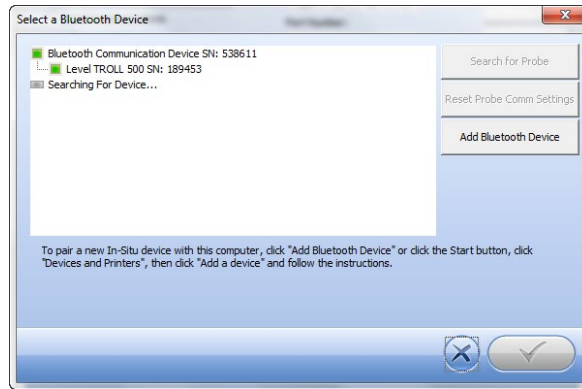 Select a Bluetooth Device
Bluetooth Communication Device SN: 538611
Level TROLL 500 SN: 189453
Searching For Device...
Search for Probe
Reset Probe Comm Settings
Add Bluetooth Device
To pair a new In-Situ device with this computer, click "Add Bluetooth Device" or click the Start button, click
"Devices and Printers", then click "Add a device" and follow the instructions.